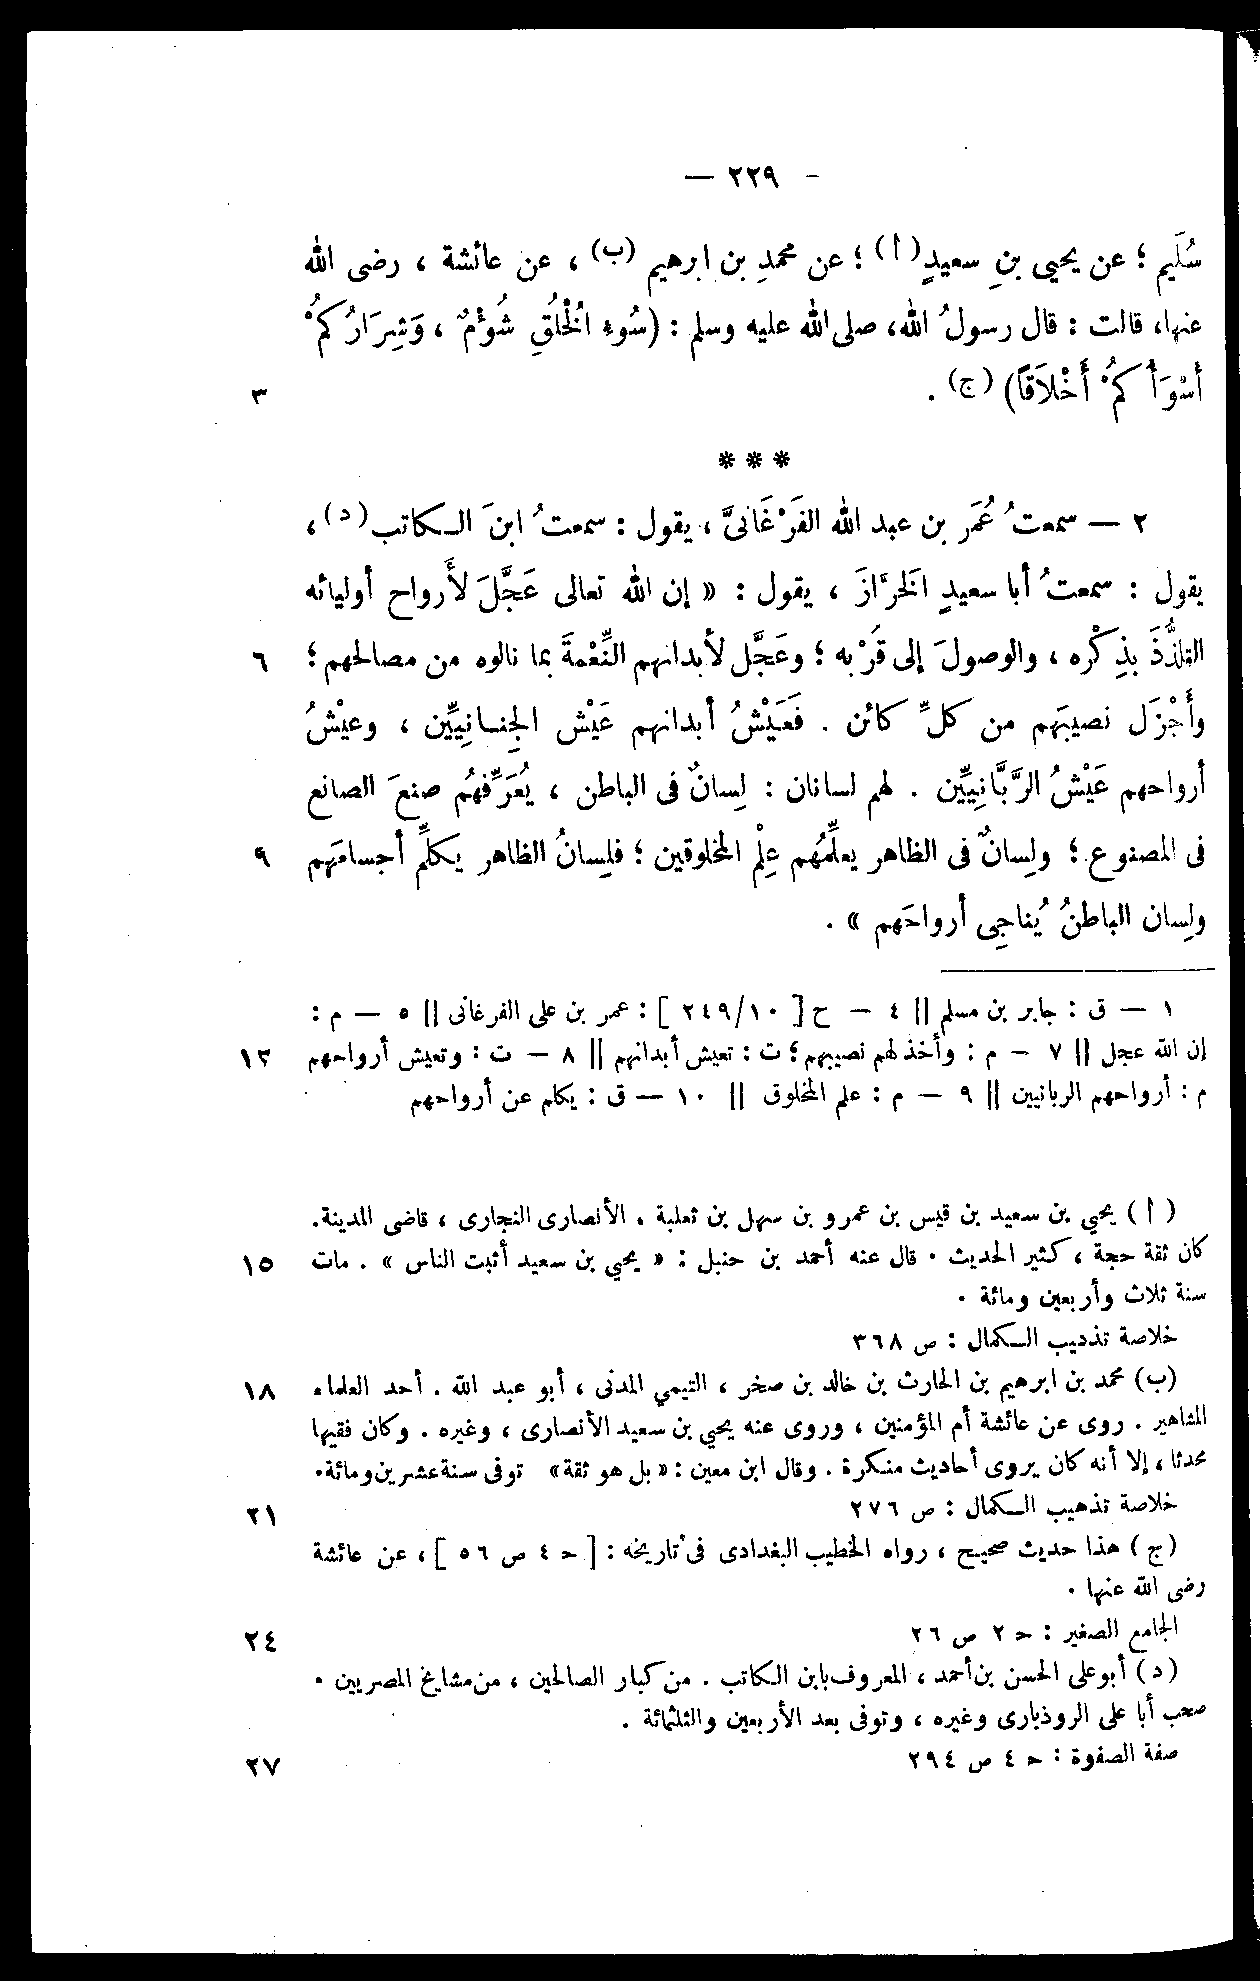 - ٢٢٩ —
سُلَيم ؛ عن يحيى بنِ سعيدٍ (أ) ؛ عن محمدِ بن ابرهيم (ب) ، عن عائشة ، رضى الله
عنها، قالت : قال رسولُ الله، صلى الله عليه وسلم : (سُوءُ الْخُلُقِ شُوْمٌ ، وَشِرَارُكُمْ
أَسْوَأُكُمْ أَخْلَاقًا) (ج) . ٣
* * *
٢ — سمعتُ عُمَر بن عبد الله الفَرْغَانىَّ ، يقول : سمعتُ ابنَ الكاتب (د) ،
يقول : سمعتُ أبا سعيدٍ الَخرَّازَ ، يقول : « إن الله تعالى عَجَّلَ لأَرواح أوليائه
التلذُّذَ بذِكْره ، والوصولَ إلى قُرْبه ؛ وعَجَّل لأبدانهم النِّعْمةَ بما نالوه من مصالحهم ؛ ٦
وأَجْزَل نصيبَهم من كلِّ كائن . فَعَيْشُ أبدانهم عَيْش الجِنانِيِّين ، وعيْشُ
أرواحهم عَيْشُ الرَّبَّانِيِّين . لهم لسانان : لِسانٌ فى الباطن ، يُعَرِّفهُم صنعَ الصانع
فى المصنوع ؛ ولِسانٌ فى الظاهر يعلِّمُهم عِلْم المخلوقين ؛ فلِسانُ الظاهر يكلِّم أجسامَهم ٩
ولِسان الباطنُ يُناجِى أرواحَهم » .
١ — ق : جابر بن مسلم || ٤ — ح [ ١٠/٢٤٩ ] : عمر بن على الفرغانى || ٥ — م :
إن الله عجل || ٧ — م : وأخذ لهم نصيبهم ؛ ت : تعيش أبدانهم || ٨ — ت : وتعيش أرواحهم ١٢
م : أرواحهم الربانيين || ٩ — م : علم المخلوق || ١٠ — ق : يكلم عن أرواحهم
( أ ) يحيى بن سعيد بن قيس بن عمرو بن سهل بن ثعلبة . الأنصارى النجارى ، قاضى المدينة.
كان ثقة حجة ، كثير الحديث . قال عنه أحمد بن حنبل : « يحيى بن سعيد أثبت الناس » . مات ١٥
سنة ثلاث وأربعين ومائة .
خلاصة تذهيب الكمال : ص ٣٦٨
(ب) محمد بن ابرهيم بن الحارث بن خالد بن صخر ، التيمى المدنى ، أبو عبد الله . أحد العلماء ١٨
المشاهير . روى عن عائشة أم المؤمنين ، وروى عنه يحيى بن سعيد الأنصارى ، وغيره . وكان فقيها
محدثا ، إلا أنه كان يروى أحاديث منكرة . وقال ابن معين : « بل هو ثقة » توفى سنة عشرين ومائة.
خلاصة تذهيب الكمال : ص ٢٧٦ ٢١
(ج) هذا حديث صحيح ، رواه الخطيب البغدادى فى تاريخه : [ ح ٤ ص ٥٦ ] ، عن عائشة
رضى الله عنها .
الجامع الصغير : ح ٢ ص ٢٦ ٢٤
(د) أبو على الحسن بن أحمد ، المعروف بابن الكاتب . من كبار الصالحين ، من مشايخ المصريين .
صحب أبا على الروذبارى وغيره ، وتوفى بعد الأربعين والثلثمائة .
صفة الصفوة : ح ٤ ص ٢٩٤ ٢٧